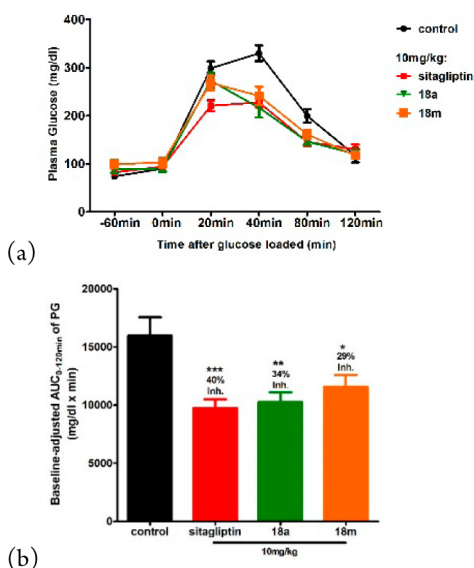 control
10mg/kg:
sitagliptin
18a
18m
Plasma Glucose (mg/dl)
400
300
200
100
0
-60min 0min 20min 40min 80min 120min
Time after glucose loaded (min)
(a)
Baseline-adjusted AUC0-120min of PG
(mg/dl x min)
20000
15000
10000
5000
0
***
40%
Inh.
**
34%
Inh.
*
29%
Inh.
control sitagliptin 18a 18m
10mg/kg
(b)